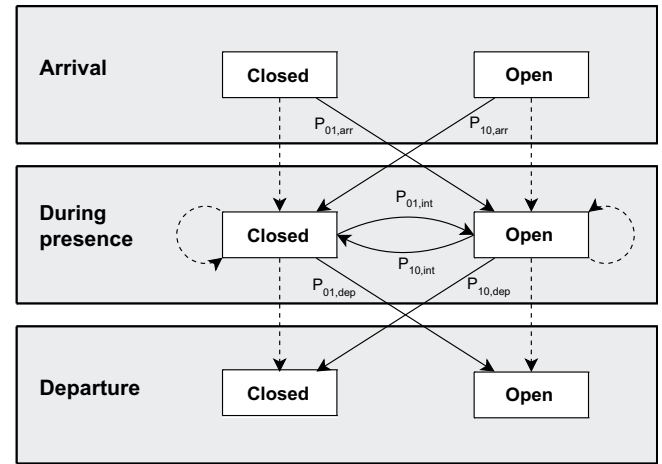 Arrival
Closed
Open
P01,arr
P10,arr
During
presence
Closed
Open
P01,int
P10,int
P01,dep
P10,dep
Departure
Closed
Open